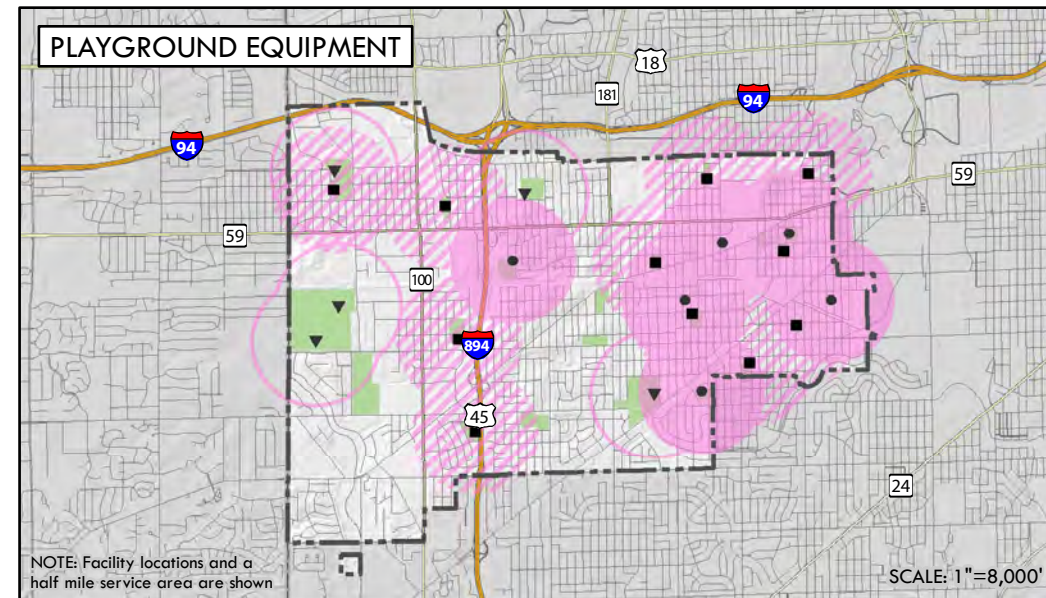 PLAYGROUND EQUIPMENT
18
181
94
94
59
59
100
894
45
24
NOTE: Facility locations and a
half mile service area are shown
SCALE: 1"=8,000'